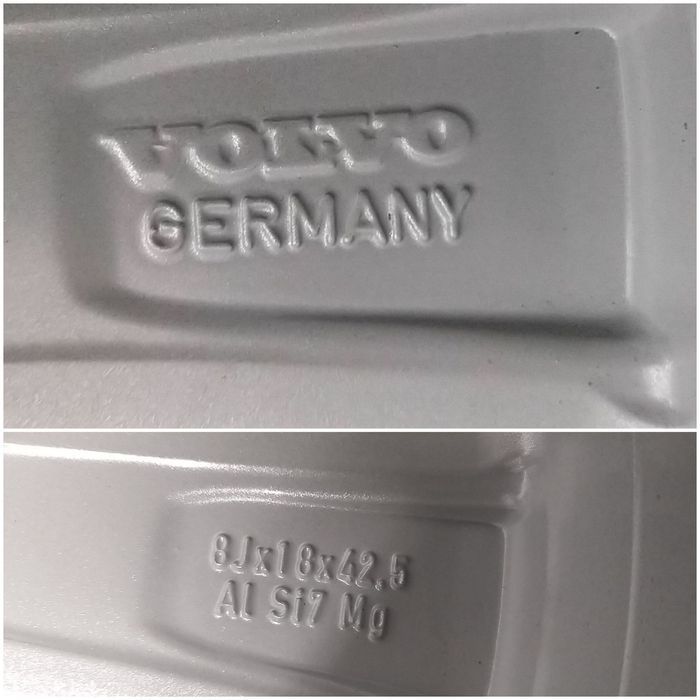 VOLVO
GERMANY
8Jx18x42,5
Al Si7 Mg